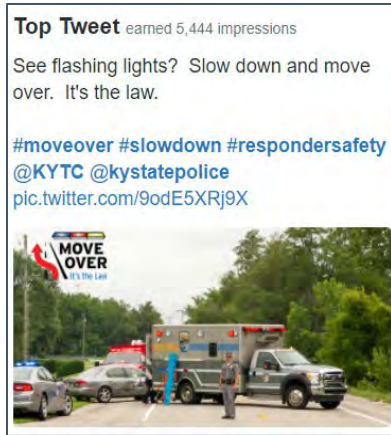 Top Tweet earned 5,444 impressions
See flashing lights?  Slow down and move
over.  It's the law.
#moveover #slowdown #respondersafety
@KYTC @kystatepolice
pic.twitter.com/9odE5XRj9X
MOVE
OVER
It's the Law